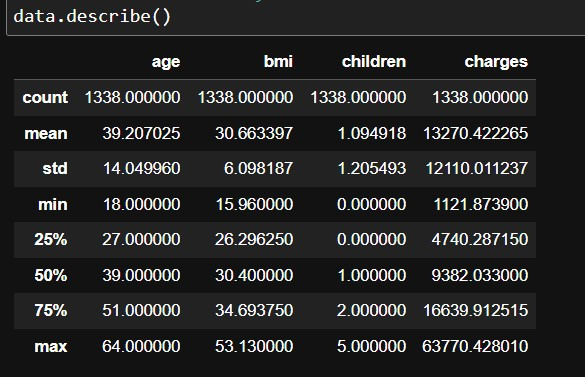 data.describe()
age bmi children charges
count 1338.000000 1338.000000 1338.000000 1338.000000
mean 39.207025 30.663397 1.094918 13270.422265
std 14.049960 6.098187 1.205493 12110.011237
min 18.000000 15.960000 0.000000 1121.873900
25% 27.000000 26.296250 0.000000 4740.287150
50% 39.000000 30.400000 1.000000 9382.033000
75% 51.000000 34.693750 2.000000 16639.912515
max 64.000000 53.130000 5.000000 63770.428010